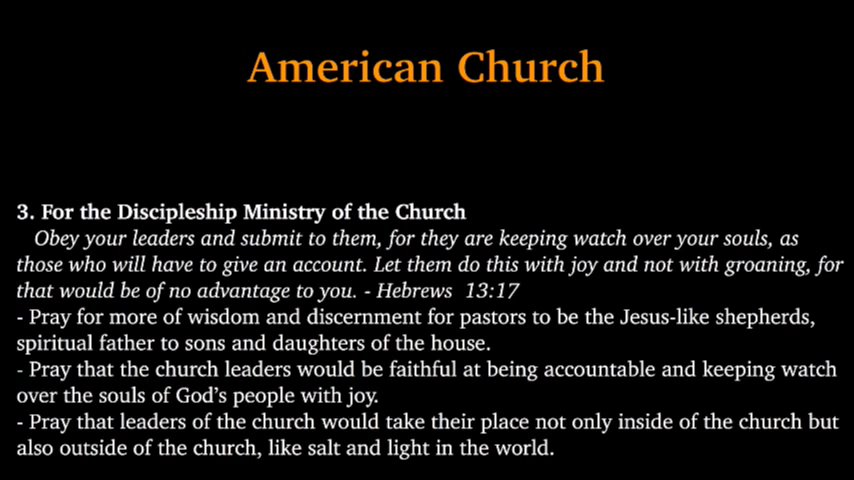 American Church
3. For the Discipleship Ministry of the Church
Obey your leaders and submit to them, for they are keeping watch over your souls, as
those who will have to give an account. Let them do this with joy and not with groaning, for
that would be of no advantage to you. - Hebrews 13:17
- Pray for more of wisdom and discernment for pastors to be the Jesus-like shepherds,
spiritual father to sons and daughters of the house.
- Pray that the church leaders would be faithful at being accountable and keeping watch
over the souls of God's people with joy.
- Pray that leaders of the church would take their place not only inside of the church but
also outside of the church, like salt and light in the world.